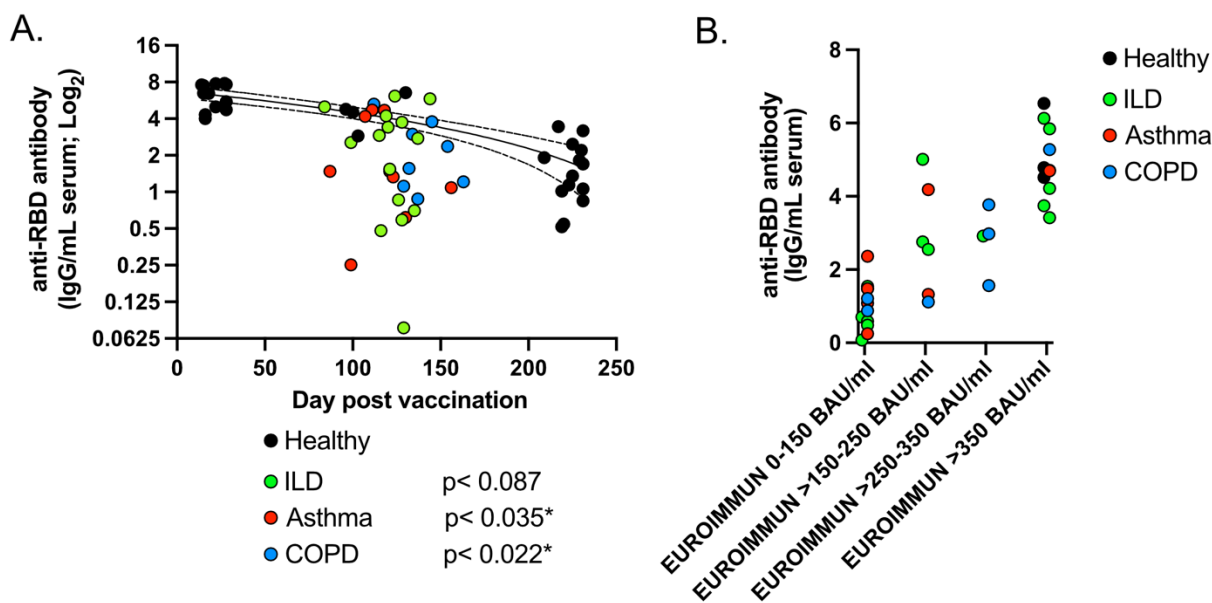 A.
anti-RBD antibody
(IgG/mL serum; Log2)
16
8
4
2
1
0.5
0.25
0.125
0.0625
0
50
100
150
200
250
Day post vaccination
Healthy
ILD p< 0.087
Asthma p< 0.035*
COPD p< 0.022*
B.
anti-RBD antibody
(IgG/mL serum)
8
6
4
2
0
EUROIMMUN 0-150 BAU/ml
EUROIMMUN >150-250 BAU/ml
EUROIMMUN >250-350 BAU/ml
EUROIMMUN >350 BAU/ml
Healthy
ILD
Asthma
COPD